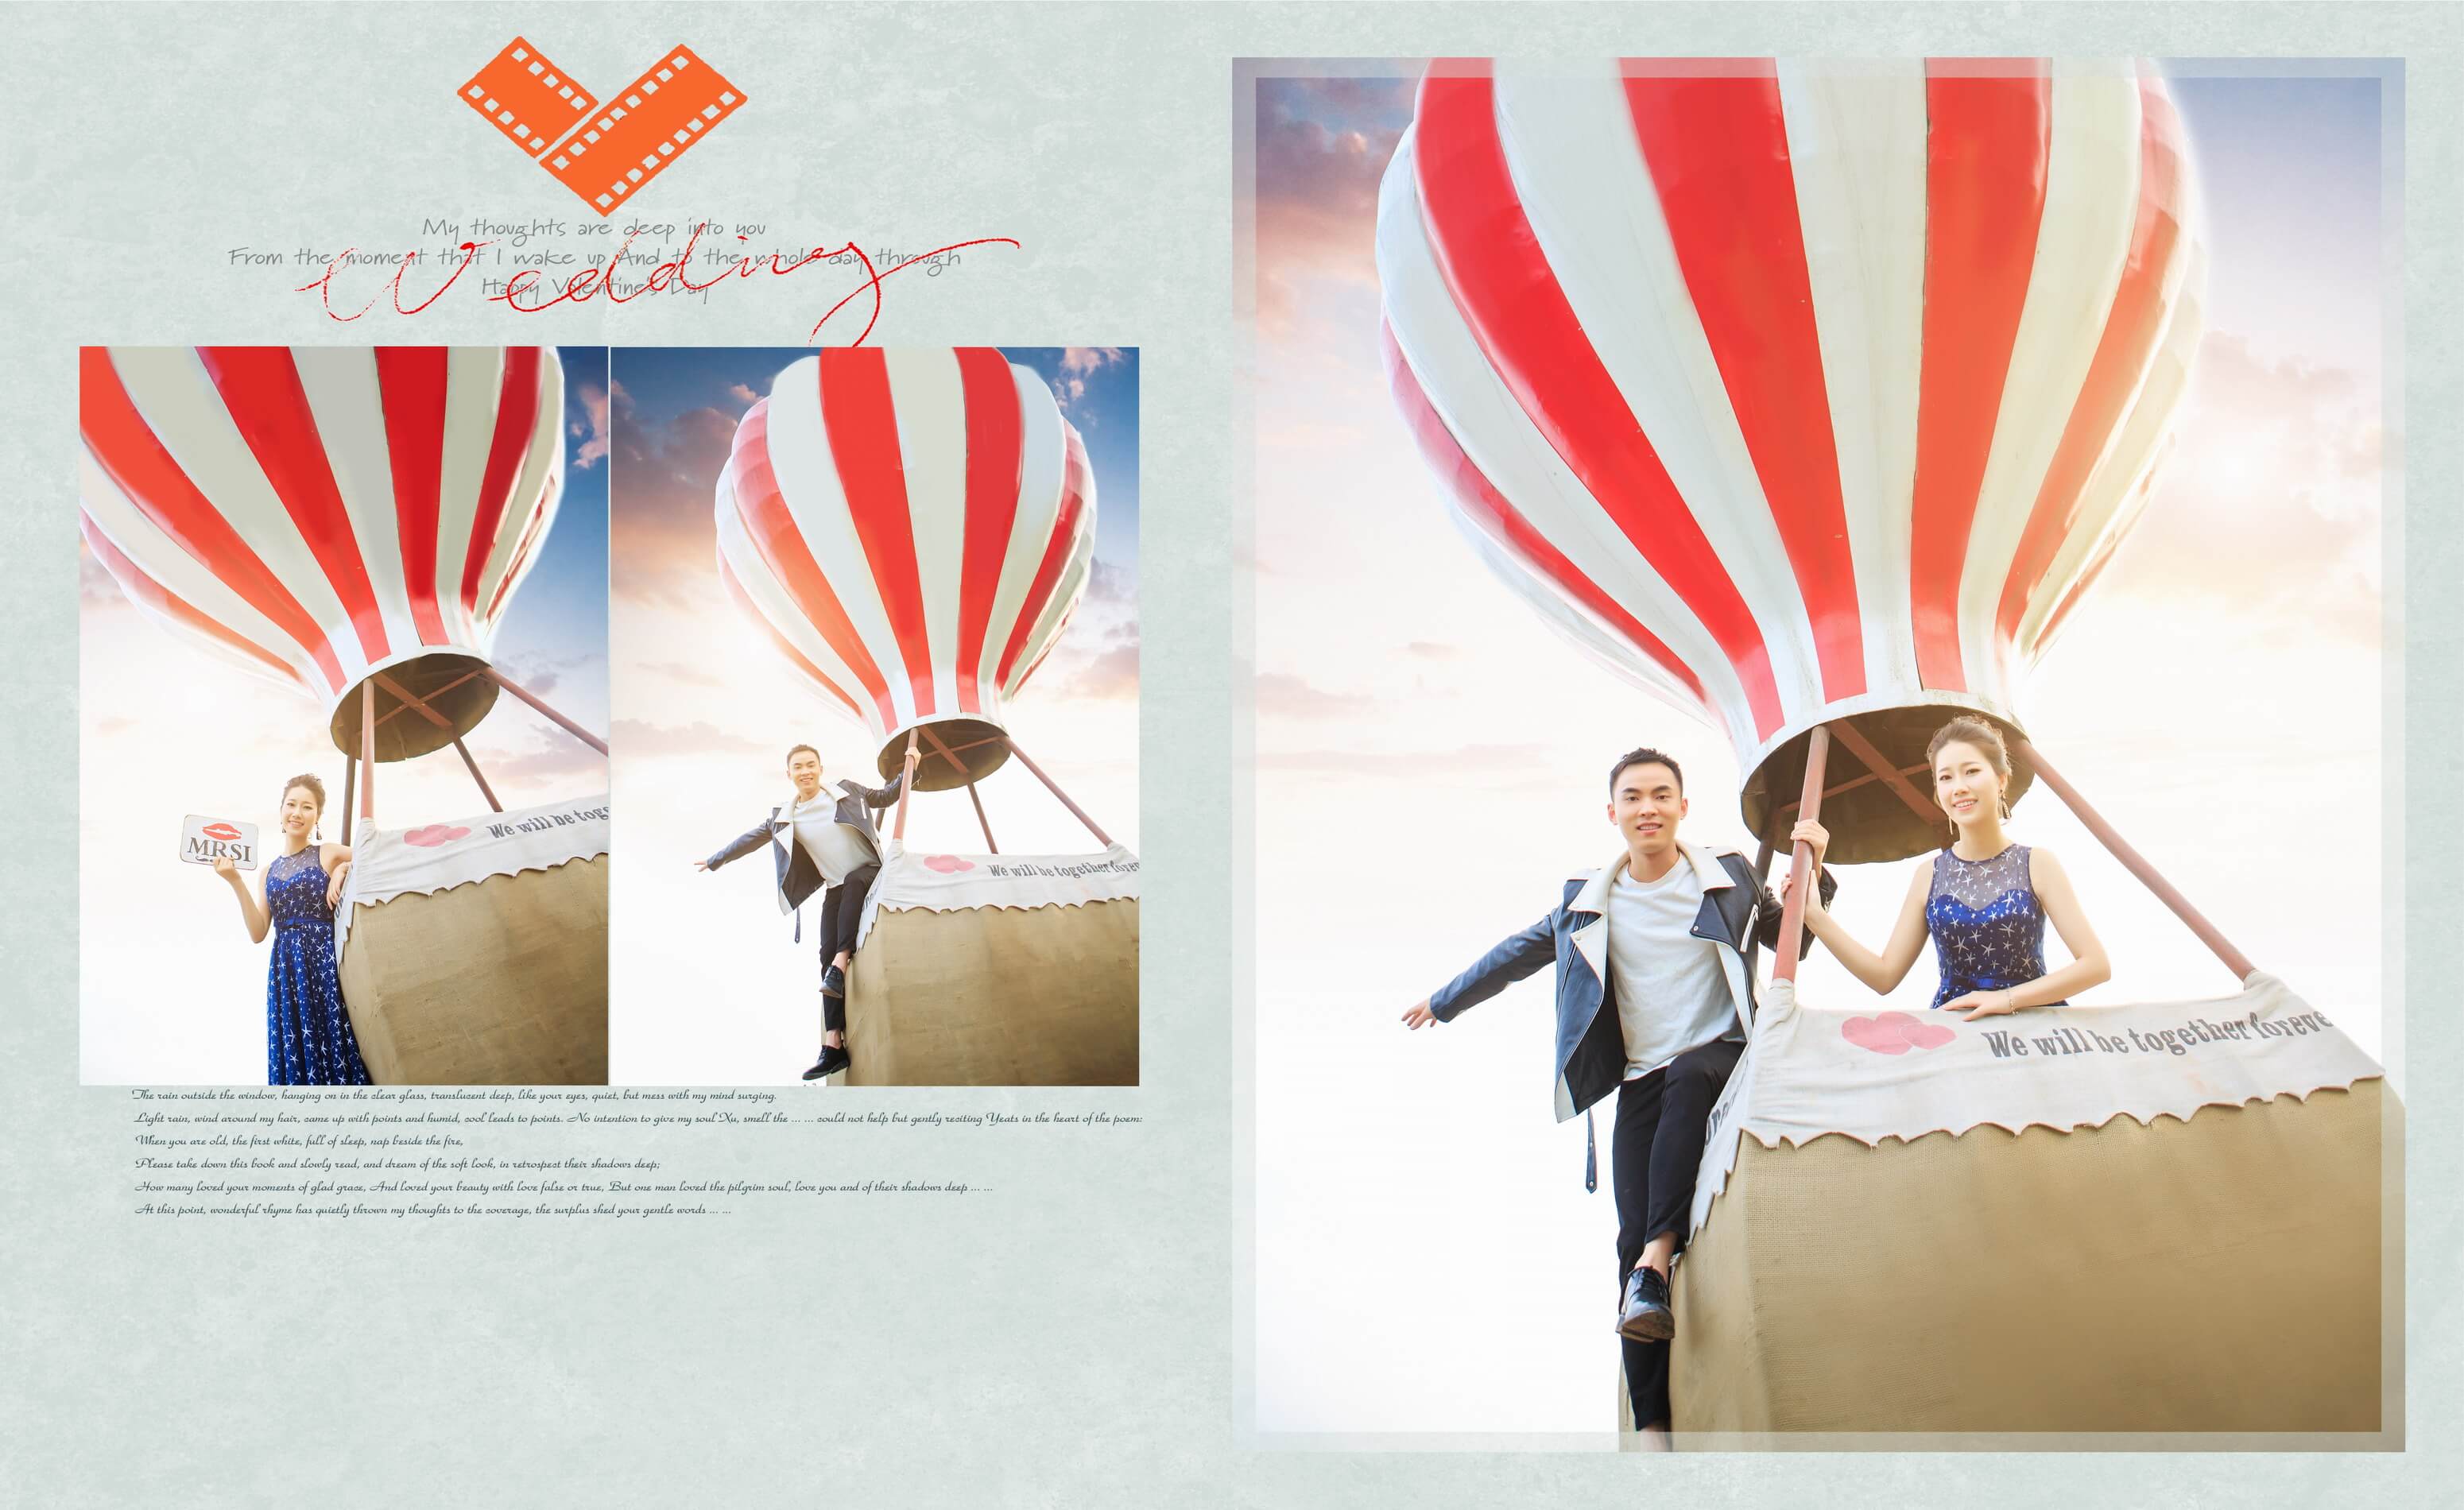 My thoughts are deep into you
From the moment that I wake up And to the whole day through
Happy Valentine's Day
Wedding
MRSI
We will be toge
We will be together forever
We will be together foreve
The rain outside the window, hanging on in the clear glass, translucent deep, like your eyes, quiet, but mess with my mind surging.
Light rain, wind around my hair, came up with points and humid, cool leads to points. No intention to give my soul Xu, smell the ... ... could not help but gently reciting Yeats in the heart of the poem:
When you are old, the first white, full of sleep, nap beside the fire,
Please take down this book and slowly read, and dream of the soft look, in retrospect their shadows deep;
How many loved your moments of glad grace, And loved your beauty with love false or true, But one man loved the pilgrim soul, love you and of their shadows deep ... ...
At this point, wonderful rhyme has quietly thrown my thoughts to the coverage, the surplus shed your gentle words ... ...